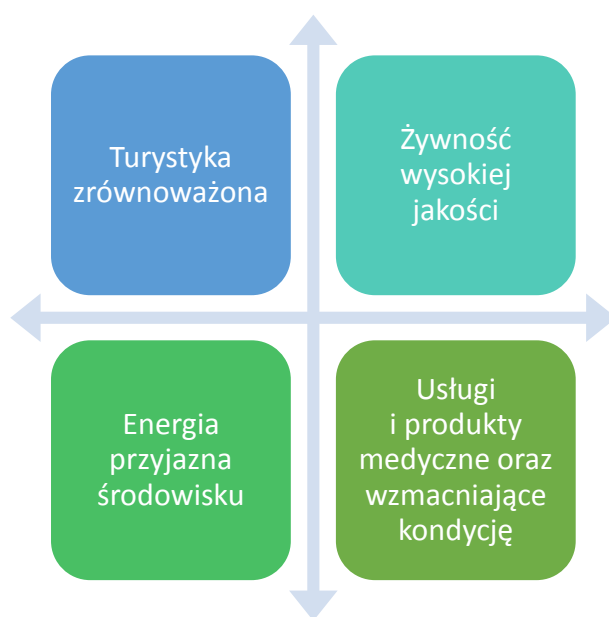 Turystyka
zrównoważona
Żywność
wysokiej
jakości
Energia
przyjazna
środowisku
Usługi
i produkty
medyczne oraz
wzmacniające
kondycję